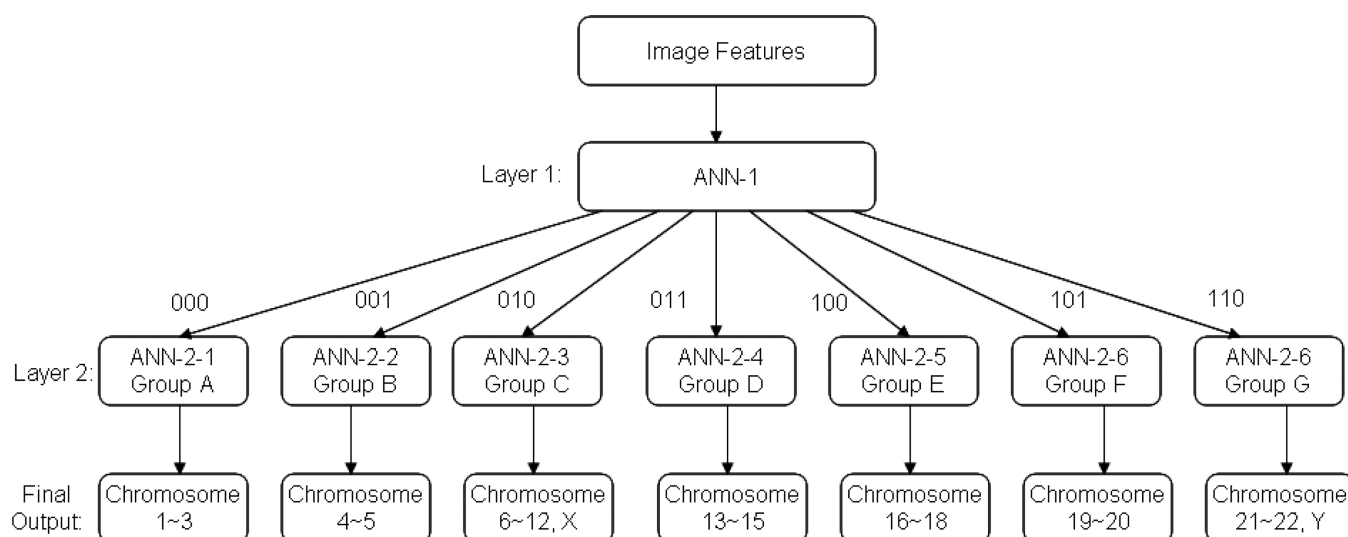 Image Features
Layer 1:
ANN-1
000
001
010
011
100
101
110
Layer 2:
ANN-2-1
Group A
ANN-2-2
Group B
ANN-2-3
Group C
ANN-2-4
Group D
ANN-2-5
Group E
ANN-2-6
Group F
ANN-2-6
Group G
Final
Output:
Chromosome
1~3
Chromosome
4~5
Chromosome
6~12, X
Chromosome
13~15
Chromosome
16~18
Chromosome
19~20
Chromosome
21~22, Y